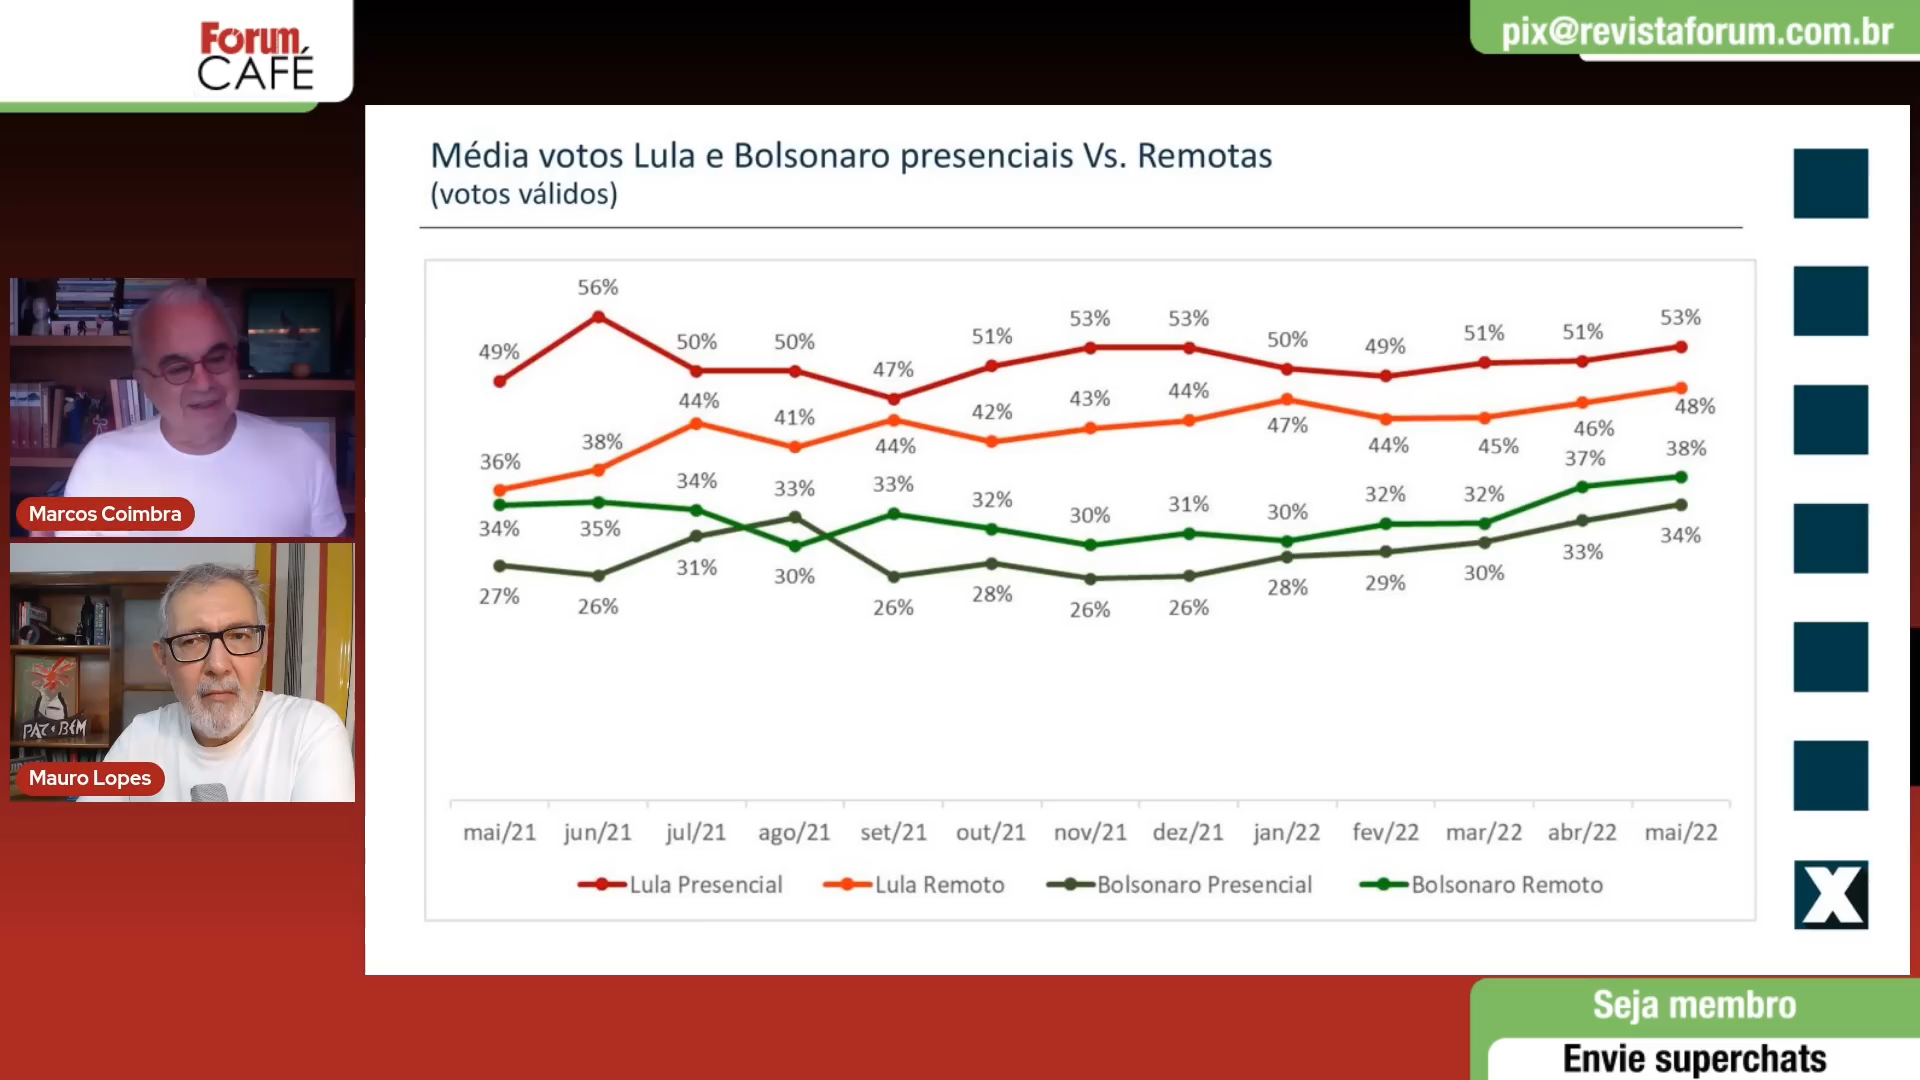 Forum
CAFÉ
pix@revistaforum.com.br
Média votos Lula e Bolsonaro presenciais Vs. Remotas
(votos válidos)
49% 56% 50% 50% 47% 51% 53% 53% 50% 49% 51% 51% 53%
36% 38% 44% 41% 44% 42% 43% 44% 47% 44% 45% 46% 48%
34% 35% 34% 33% 33% 32% 30% 31% 30% 32% 32% 37% 38%
27% 26% 31% 30% 26% 28% 26% 26% 28% 29% 30% 33% 34%
mai/21 jun/21 jul/21 ago/21 set/21 out/21 nov/21 dez/21 jan/22 fev/22 mar/22 abr/22 mai/22
Lula Presencial Lula Remoto Bolsonaro Presencial Bolsonaro Remoto
X
Marcos Coimbra
PAZ E BEM
Mauro Lopes
Seja membro
Envie superchats